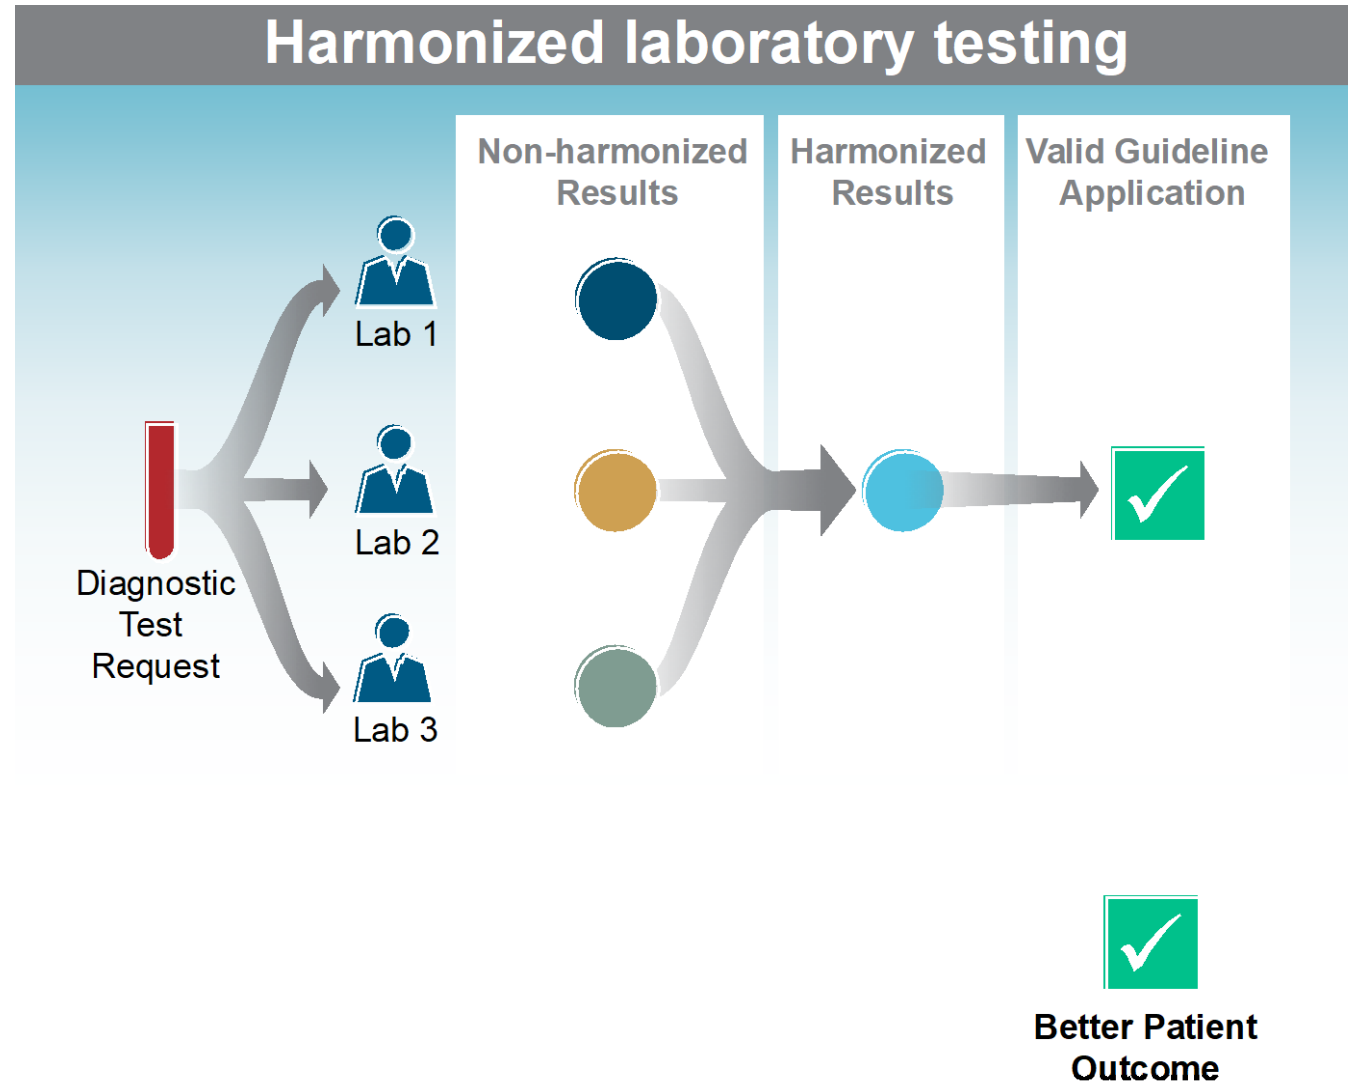 Harmonized laboratory testing
Non-harmonized
Results
Harmonized
Results
Valid Guideline
Application
Lab 1
Lab 2
Diagnostic
Test
Request
Lab 3
Better Patient
Outcome